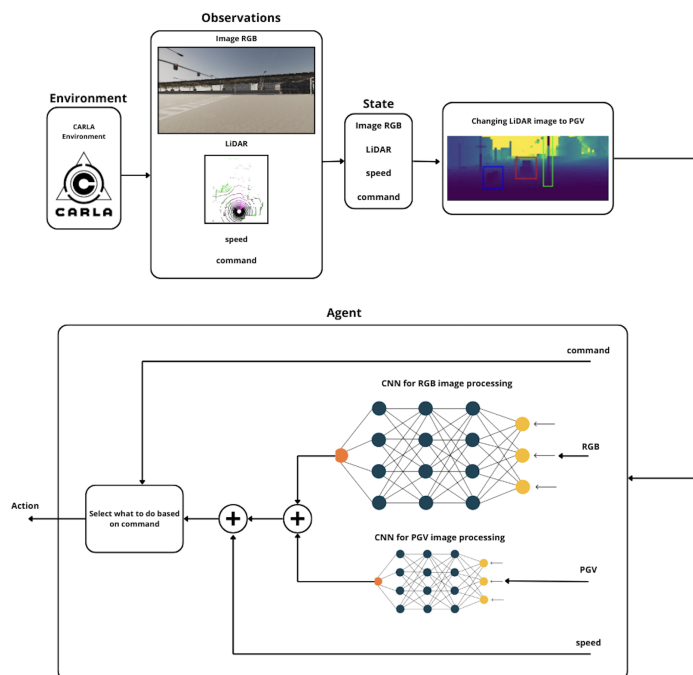 Observations
Image RGB
Environment
CARLA
Environment
CARLA
LiDAR
speed
command
State
Image RGB
LiDAR
speed
command
Changing LiDAR image to PGV
Agent
command
CNN for RGB image processing
RGB
Action
Select what to do based
on command
+
+
CNN for PGV image processing
PGV
speed